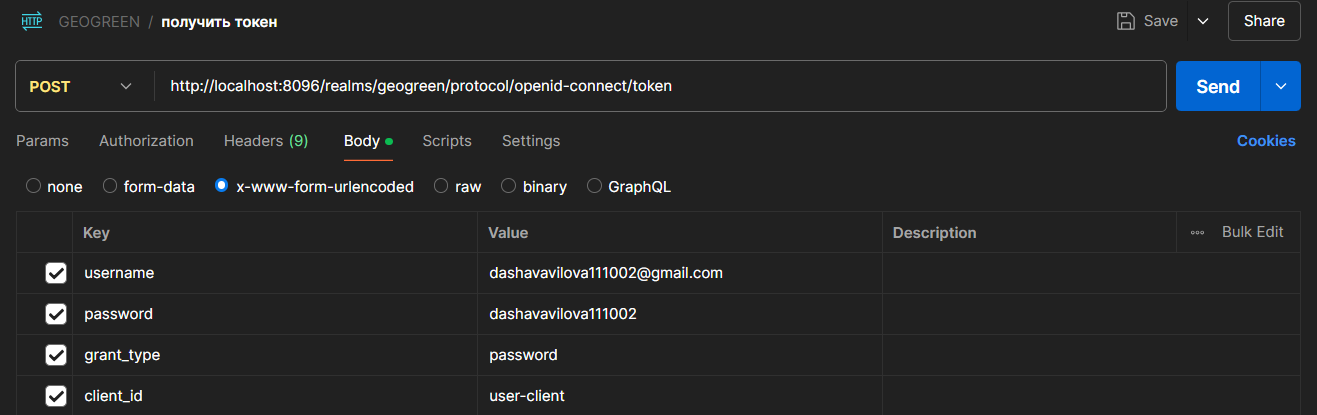 HTTP GEOGREEN / получить токен Save Share
POST http://localhost:8096/realms/geogreen/protocol/openid-connect/token Send
Params Authorization Headers (9) Body Scripts Settings Cookies
none form-data x-www-form-urlencoded raw binary GraphQL
Key Value Description Bulk Edit
username dashavavilova111002@gmail.com
password dashavavilova111002
grant_type password
client_id user-client